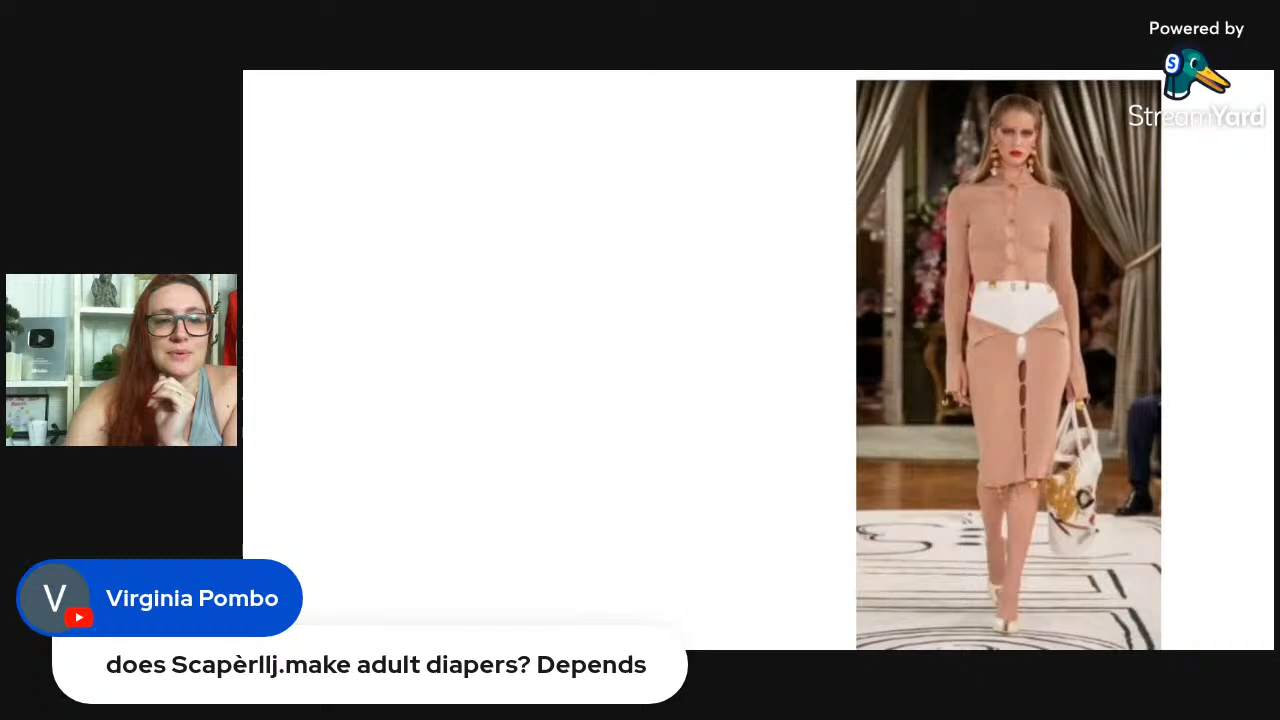 Powered by
S
StreamYard
Virginia Pombo
V
does Scapèrllj.make adult diapers? Depends